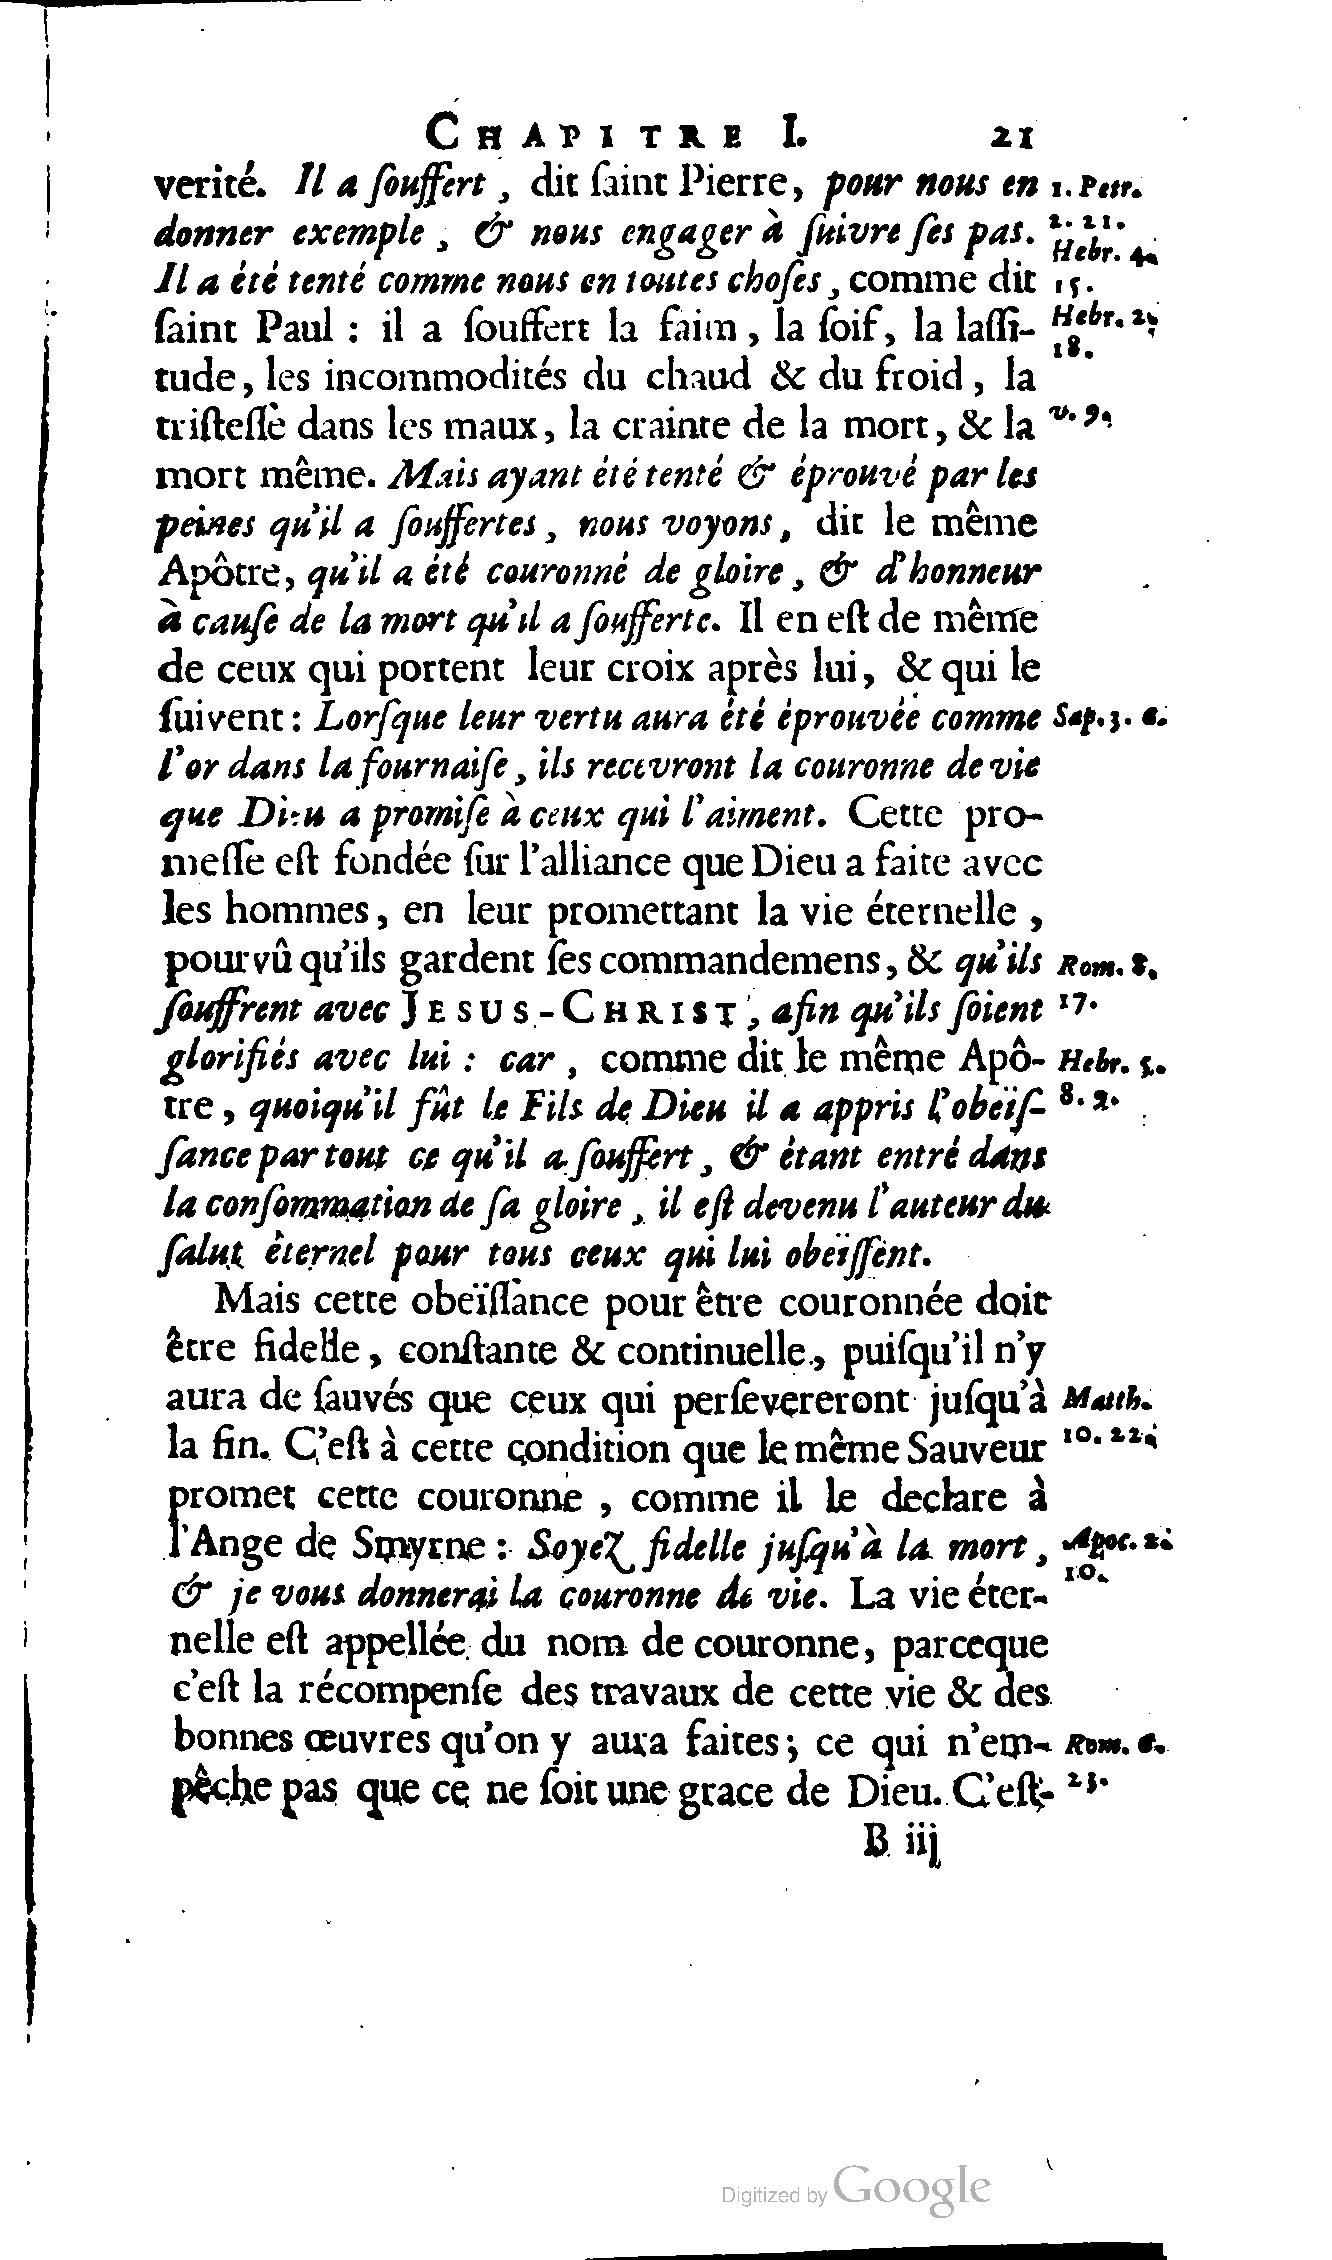 CHAPITRE I. 21
verité. Il a ſouffert, dit ſaint Pierre, pour nous en 1. Petr.
donner exemple, & nous engager à ſuivre ſes pas. 2. 21.
Hebr. 4.
Il a été tenté comme nous en toutes choſes, comme dit 15.
ſaint Paul : il a ſouffert la faim, la ſoif, la laſſi- Hebr. 2.
18.
tude, les incommodités du chaud & du froid, la
triſteſſe dans les maux, la crainte de la mort, & la v. 9.
mort même. Mais ayant été tenté & éprouvé par les
peines qu'il a ſouffertes, nous voyons, dit le même
Apôtre, qu'il a été couronné de gloire, & d'honneur
à cauſe de la mort qu'il a ſoufferte. Il en eſt de même
de ceux qui portent leur croix après lui, & qui le
ſuivent : Lorſque leur vertu aura été éprouvée comme Sap. 3. 6.
l'or dans la fournaiſe, ils recevront la couronne de vie
que Dieu a promiſe à ceux qui l'aiment. Cette pro-
meſſe eſt fondée ſur l'alliance que Dieu a faite avec
les hommes, en leur promettant la vie éternelle,
pourvû qu'ils gardent ſes commandemens, & qu'ils Rom. 8.
ſouffrent avec JESUS-CHRIST, afin qu'ils ſoient 17.
glorifiés avec lui : car, comme dit le même Apô- Hebr. 5.
tre, quoiqu'il fût le Fils de Dieu il a appris l'obeïſ- 8. 9.
ſance par tout ce qu'il a ſouffert, & étant entré dans
la conſommation de ſa gloire, il eſt devenu l'auteur du
ſalut éternel pour tous ceux qui lui obeïſſent.
Mais cette obeïſſance pour être couronnée doit
être fidelle, conſtante & continuelle, puiſqu'il n'y
aura de ſauvés que ceux qui perſevereront juſqu'à Matth.
la fin. C'eſt à cette condition que le même Sauveur 10. 22.
promet cette couronne, comme il le declare à
l'Ange de Smyrne : Soyez fidelle juſqu'à la mort, Apoc. 2.
10.
& je vous donnerai la couronne de vie. La vie éter-
nelle eſt appellée du nom de couronne, parceque
c'eſt la récompenſe des travaux de cette vie & des
bonnes œuvres qu'on y aura faites ; ce qui n'em- Rom. 6.
pêche pas que ce ne ſoit une grace de Dieu. C'eſt- 23.
B iij
Digitized by Google